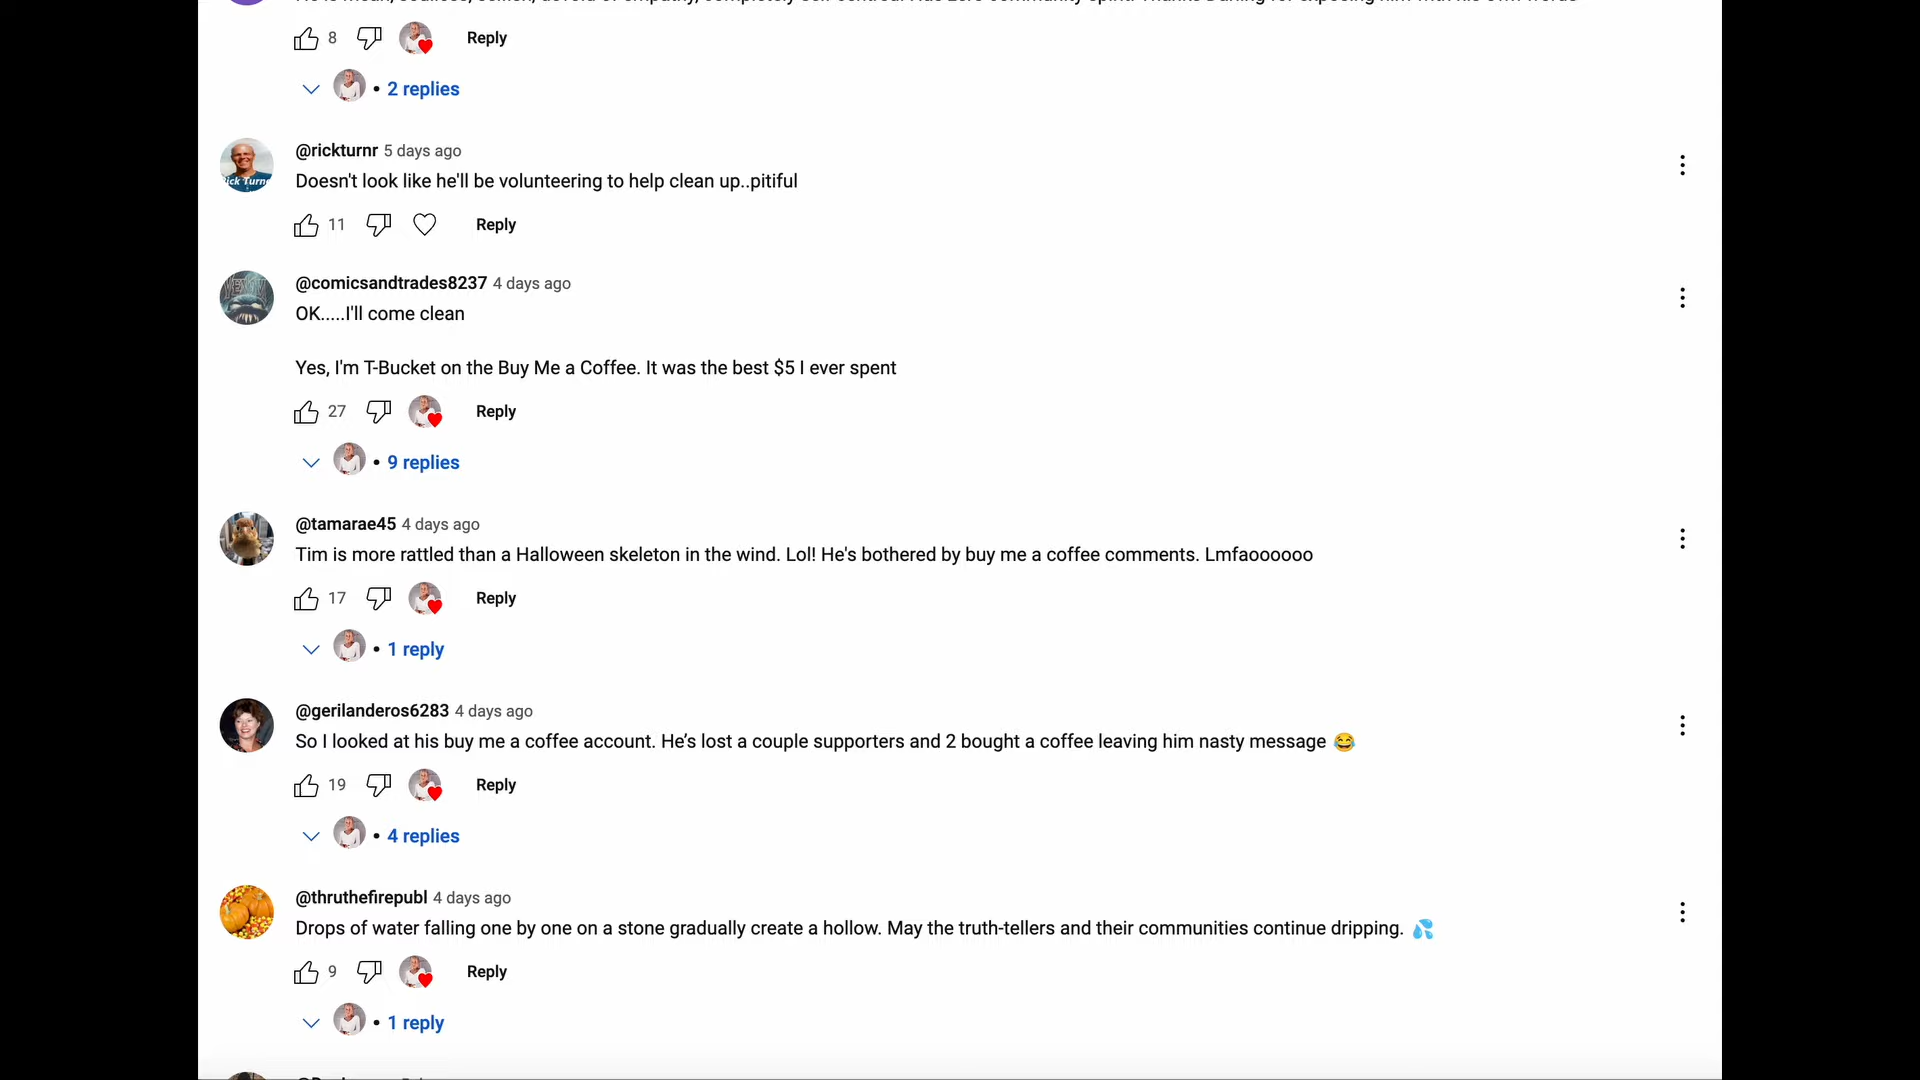 8 Reply
2 replies
@rickturnr 5 days ago
Doesn't look like he'll be volunteering to help clean up..pitiful
11 Reply
@comicsandtrades8237 4 days ago
OK.....I'll come clean
Yes, I'm T-Bucket on the Buy Me a Coffee. It was the best $5 I ever spent
27 Reply
• 9 replies
@tamarae45 4 days ago
Tim is more rattled than a Halloween skeleton in the wind. Lol! He's bothered by buy me a coffee comments. Lmfaoooooo
17 Reply
• 1 reply
@gerilanderos6283 4 days ago
So I looked at his buy me a coffee account. He’s lost a couple supporters and 2 bought a coffee leaving him nasty message 😂
19 Reply
• 4 replies
@thruthefirepubl 4 days ago
Drops of water falling one by one on a stone gradually create a hollow. May the truth-tellers and their communities continue dripping. 💦
9 Reply
• 1 reply